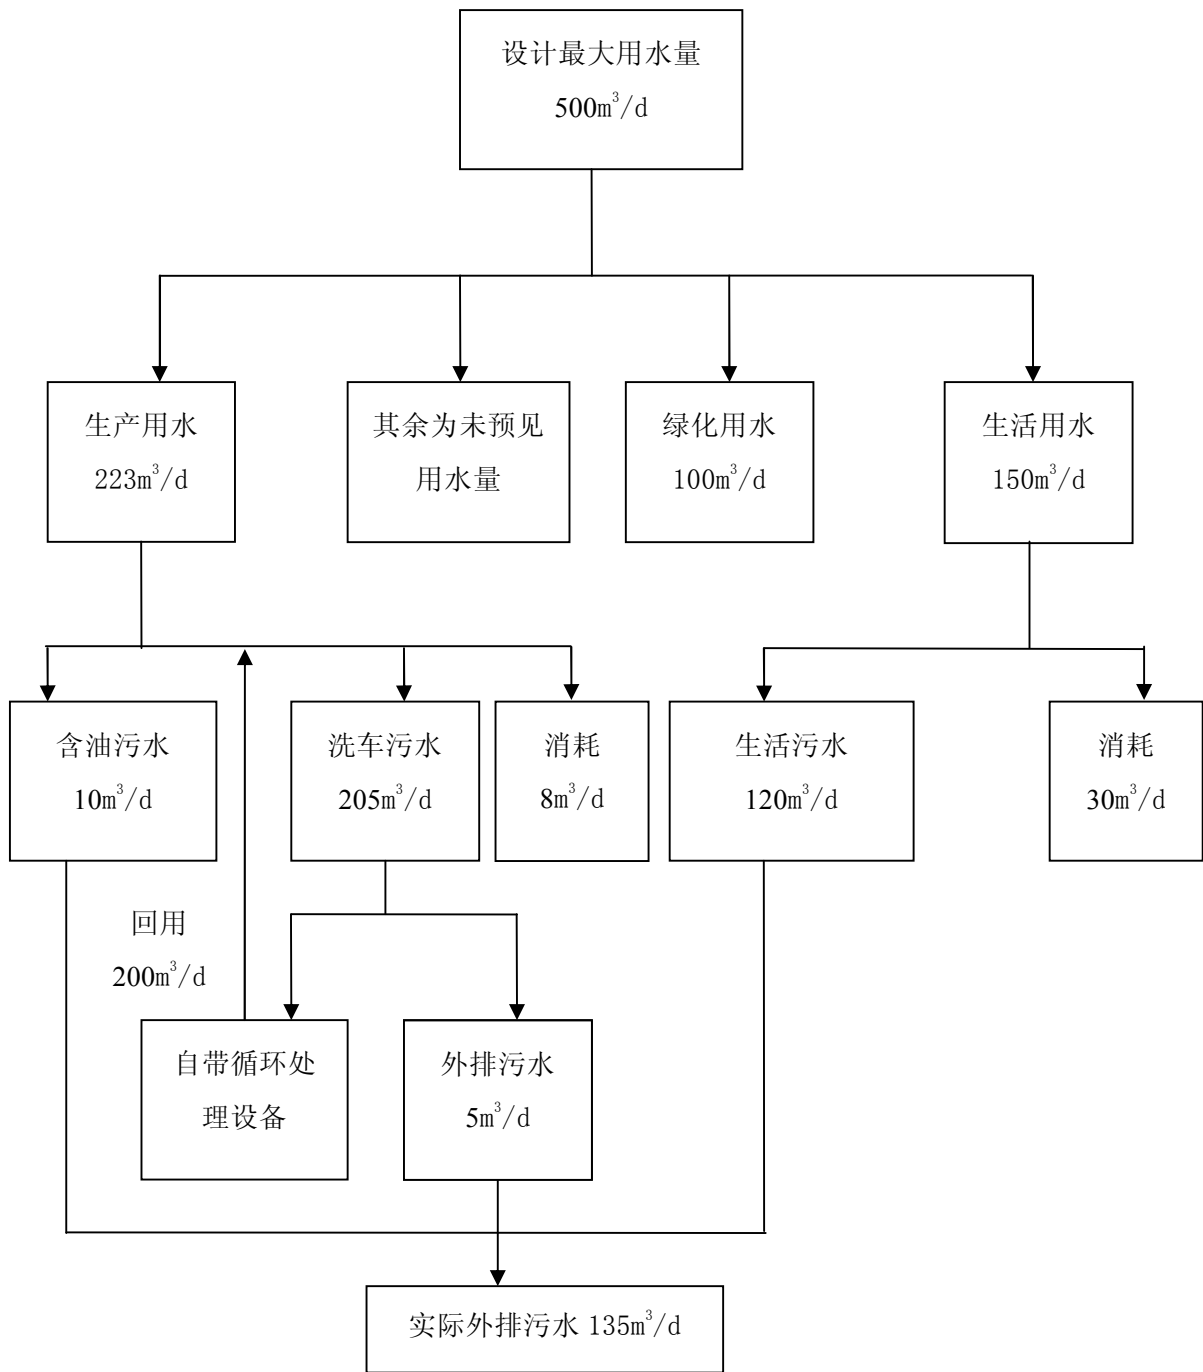 设计最大用水量
500m³/d
生产用水
223m³/d
其余为未预见
用水量
绿化用水
100m³/d
生活用水
150m³/d
含油污水
10m³/d
洗车污水
205m³/d
消耗
8m³/d
生活污水
120m³/d
消耗
30m³/d
回用
200m³/d
自带循环处
理设备
外排污水
5m³/d
实际外排污水 135m³/d